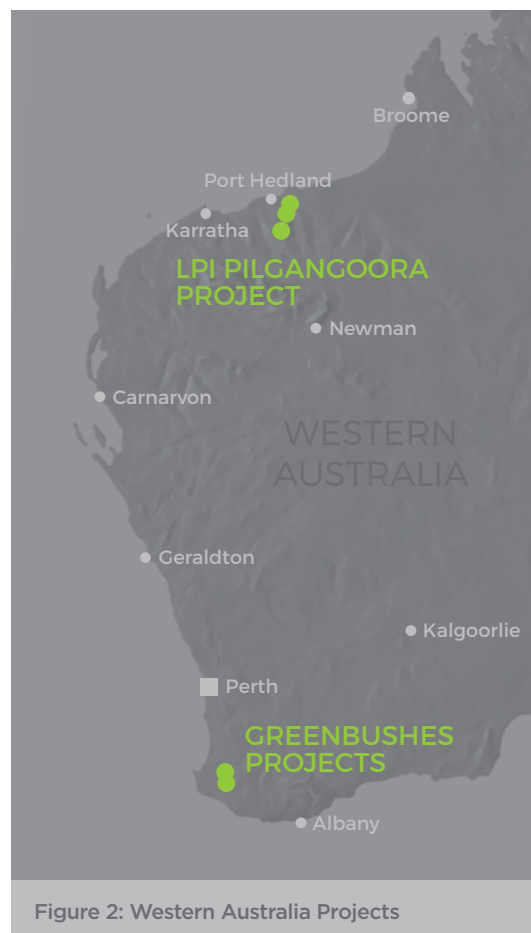 Broome
Port Hedland
Karratha
LPI PILGANGOORA
PROJECT
Newman
Carnarvon
WESTERN
AUSTRALIA
Geraldton
Kalgoorlie
Perth
GREENBUSHES
PROJECTS
Albany
Figure 2: Western Australia Projects